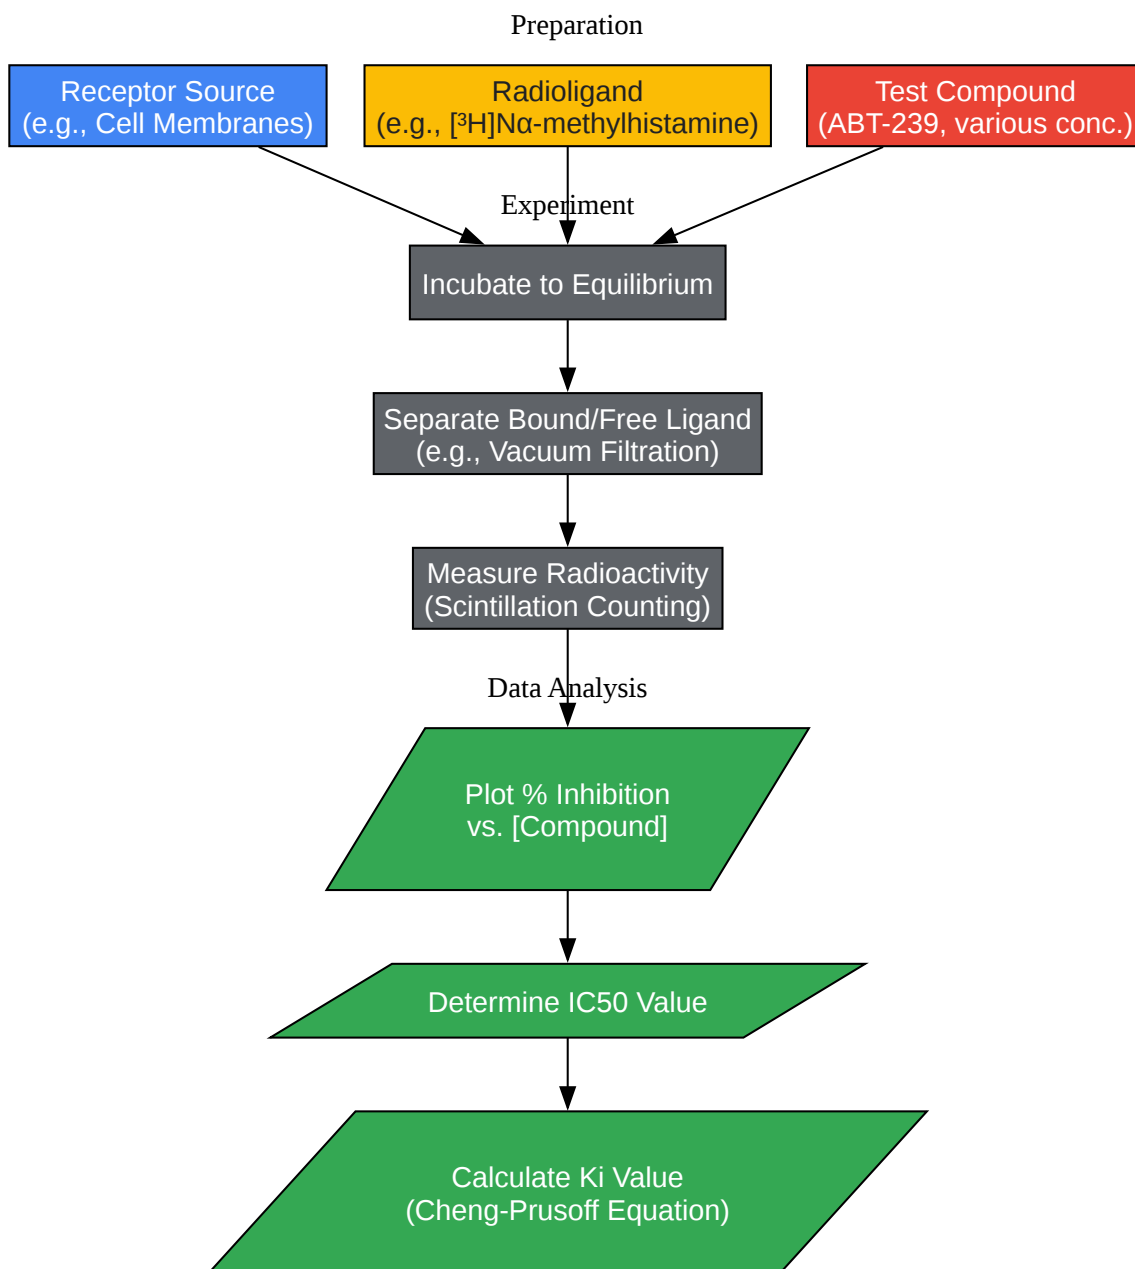 Preparation
Receptor Source
(e.g., Cell Membranes)
Radioligand
(e.g., [³H]Nα-methylhistamine)
Test Compound
(ABT-239, various conc.)
Experiment
Incubate to Equilibrium
Separate Bound/Free Ligand
(e.g., Vacuum Filtration)
Measure Radioactivity
(Scintillation Counting)
Data Analysis
Plot % Inhibition
vs. [Compound]
Determine IC50 Value
Calculate Ki Value
(Cheng-Prusoff Equation)